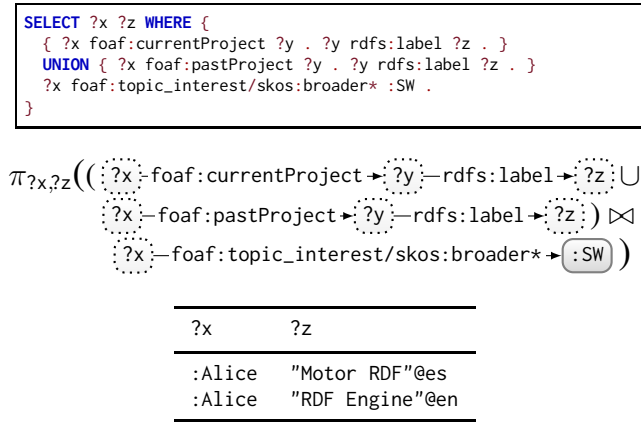 SELECT ?x ?z WHERE {
{ ?x foaf:currentProject ?y . ?y rdfs:label ?z . }
UNION { ?x foaf:pastProject ?y . ?y rdfs:label ?z . }
?x foaf:topic_interest/skos:broader* :SW .
}
π?x,?z(( ?x foaf:currentProject ?y rdfs:label ?z ∪
?x foaf:pastProject ?y rdfs:label ?z ) ⋈
?x foaf:topic_interest/skos:broader* :SW )
?x ?z
:Alice "Motor RDF"@es
:Alice "RDF Engine"@en